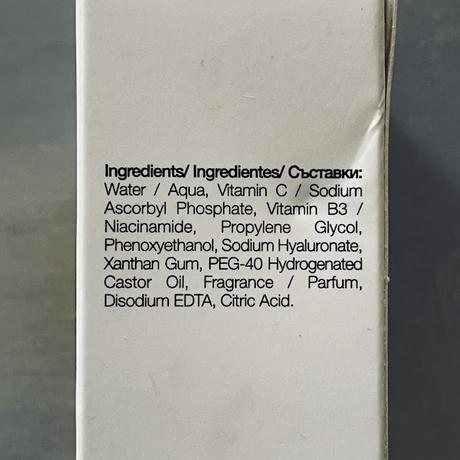 Ingredients/ Ingredientes/ Съставки:
Water / Aqua, Vitamin C / Sodium
Ascorbyl Phosphate, Vitamin B3 /
Niacinamide, Propylene Glycol,
Phenoxyethanol, Sodium Hyaluronate,
Xanthan Gum, PEG-40 Hydrogenated
Castor Oil, Fragrance / Parfum,
Disodium EDTA, Citric Acid.